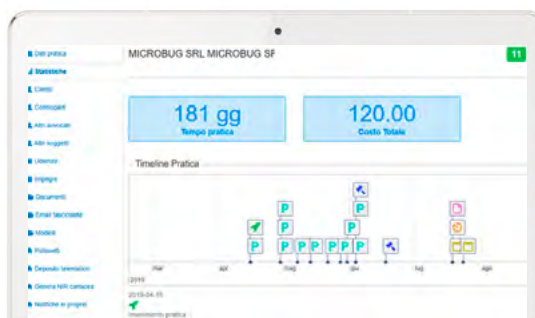 MICROBUG SRL MICROBUG SF
11
Dati pratica
Statistiche
Clienti
Controparti
Altri avvocati
Altri soggetti
Udienze
Impegni
Documenti
Email fascicolate
Modelli
Polisweb
Deposito telematico
Genera NIR cartacea
Notifiche in proprio
181 gg
Tempo pratica
120.00
Costo Totale
Timeline Pratica
P
P
P
P P P P P P P
mar apr mag giu lug ago
2019
2019-04-15
Inserimento pratica